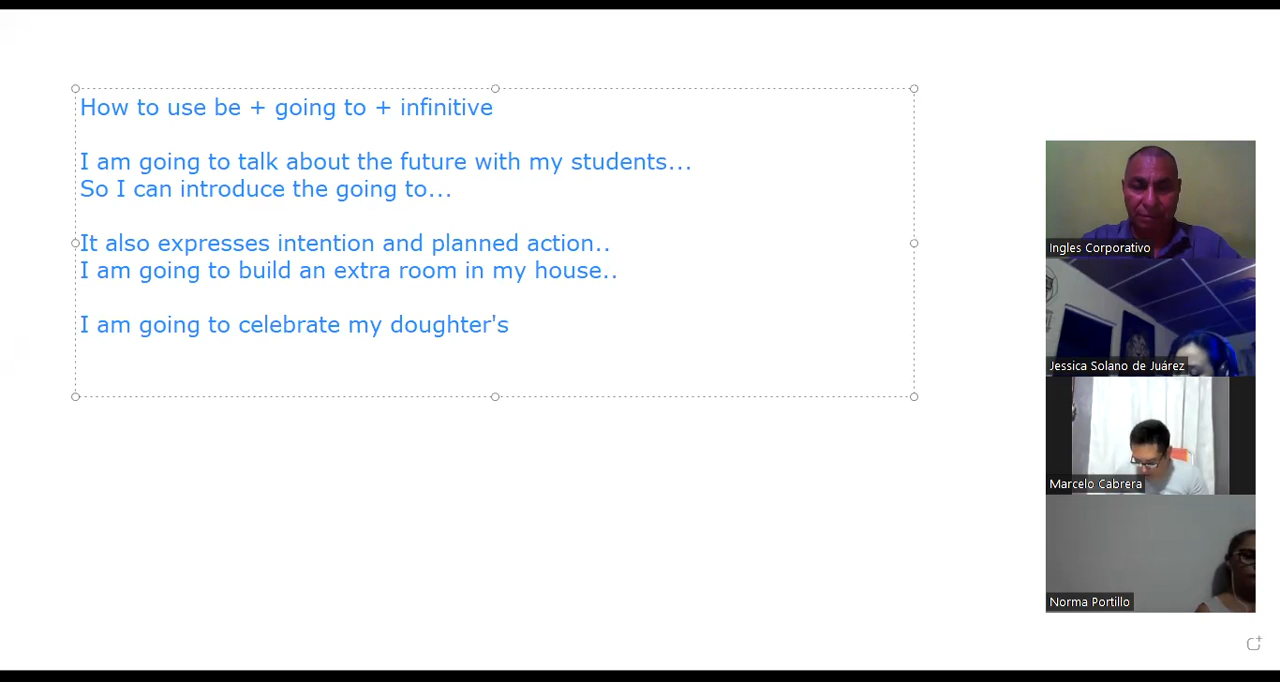 How to use be + going to + infinitive
I am going to talk about the future with my students...
So I can introduce the going to...
It also expresses intention and planned action..
I am going to build an extra room in my house..
I am going to celebrate my doughter's
Ingles Corporativo
Jessica Solano de Juárez
Marcelo Cabrera
Norma Portillo